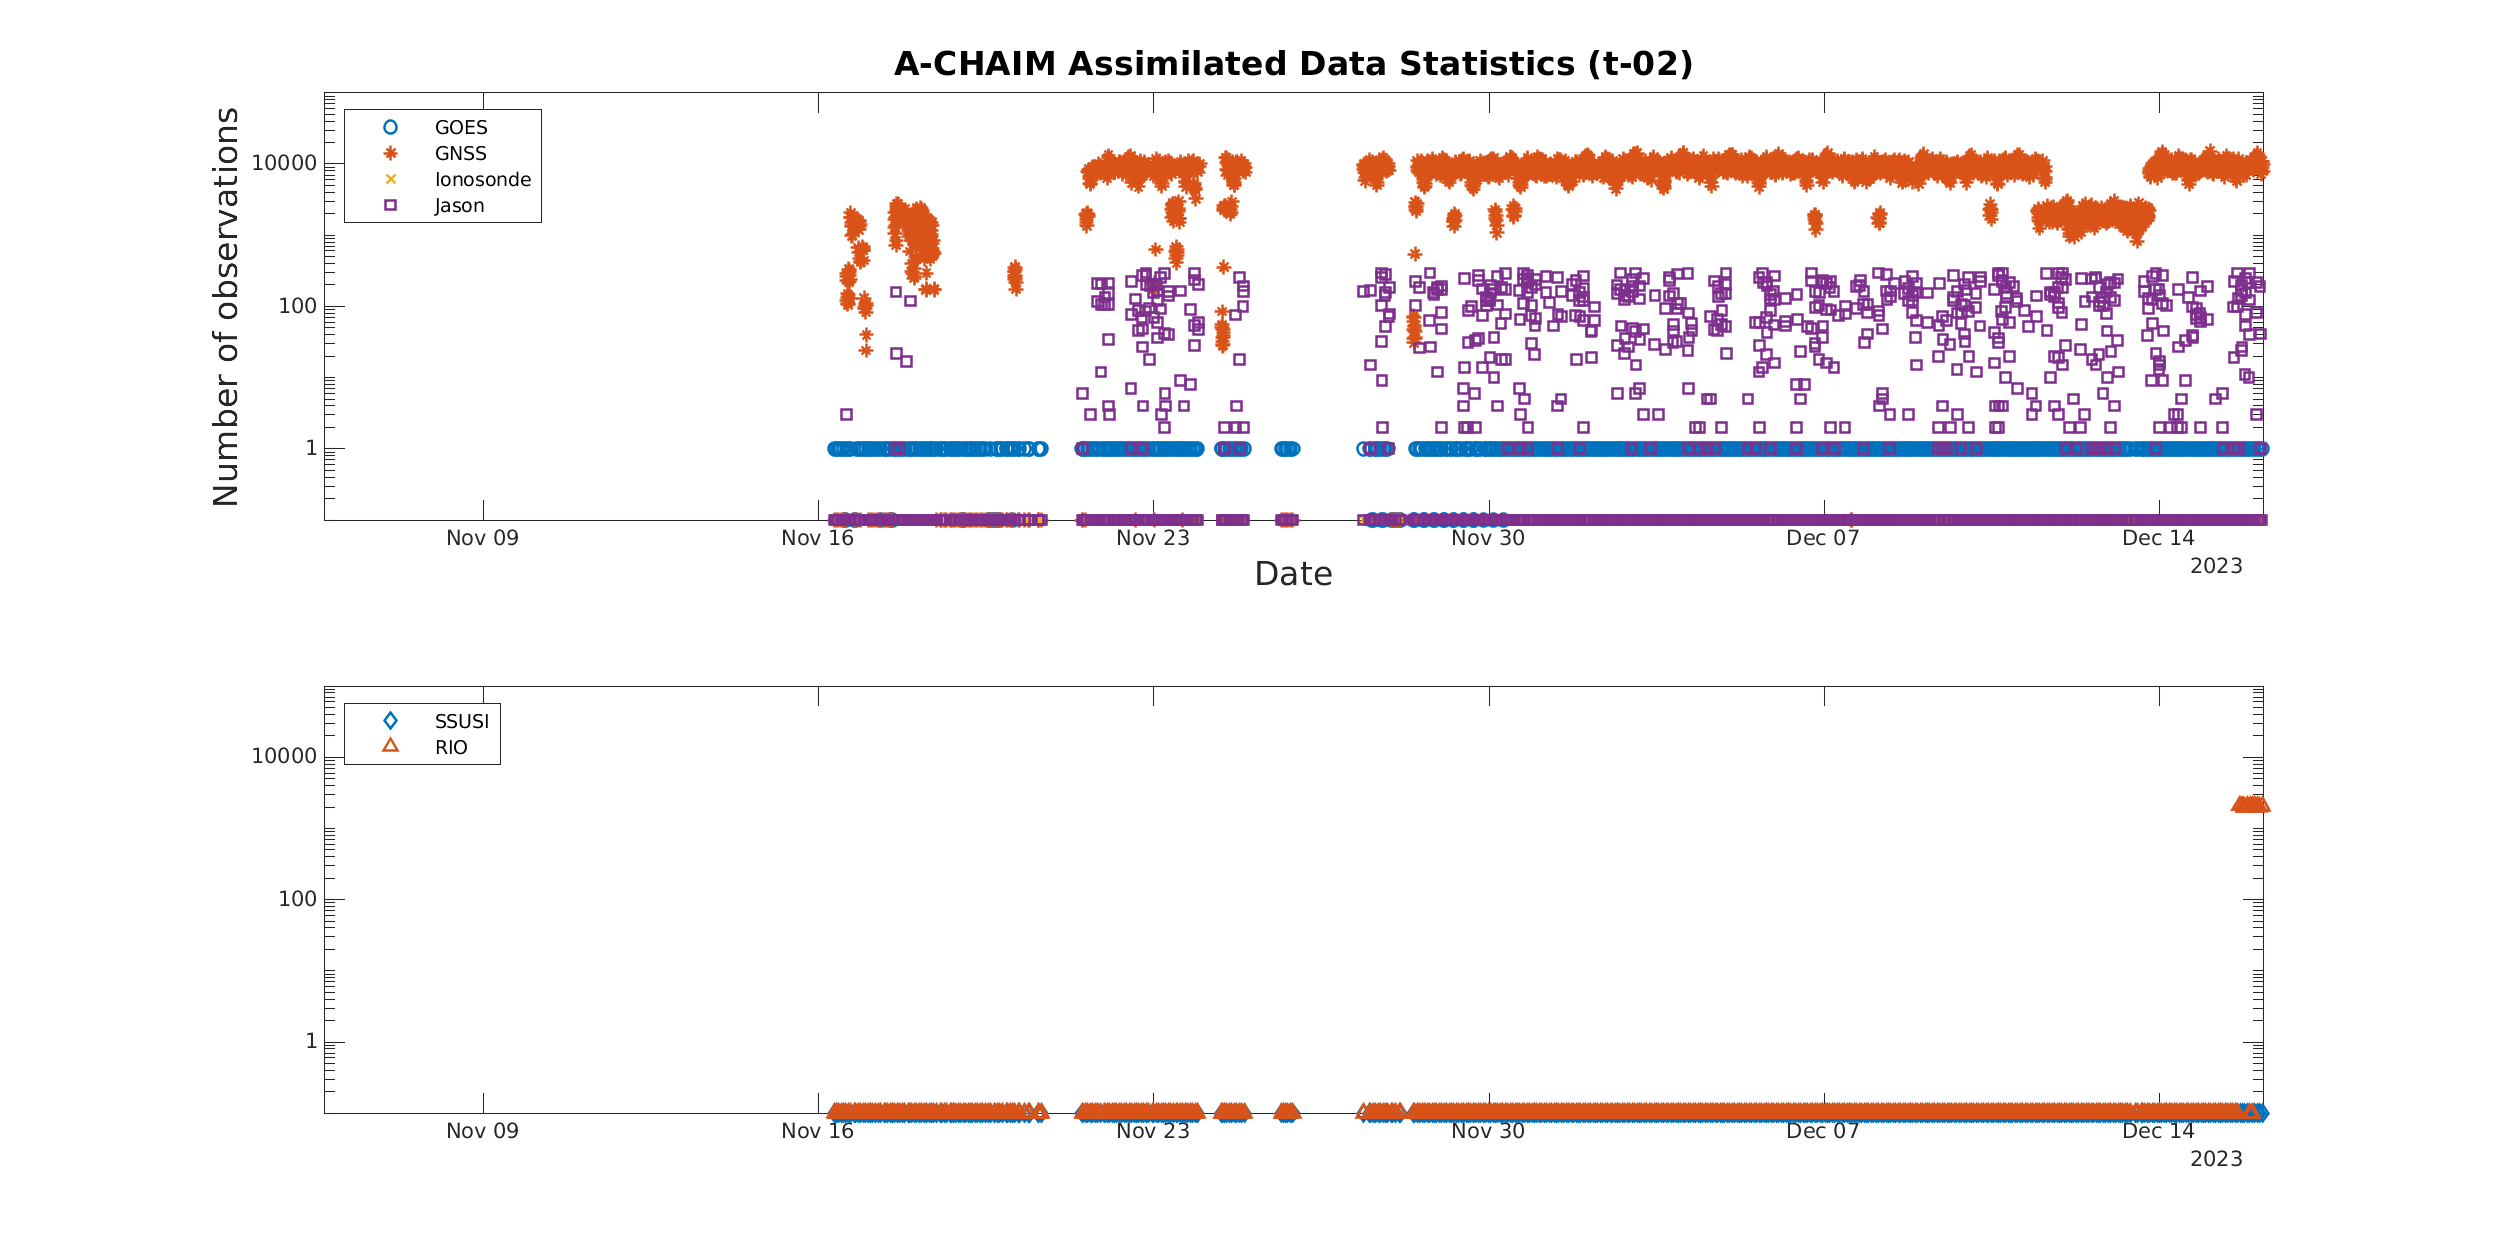 A-CHAIM Assimilated Data Statistics (t-02)
Number of observations
10000
100
1
GOES
GNSS
Ionosonde
Jason
Nov 09
Nov 16
Nov 23
Nov 30
Dec 07
Dec 14
2023
Date
10000
100
1
SSUSI
RIO
Nov 09
Nov 16
Nov 23
Nov 30
Dec 07
Dec 14
2023